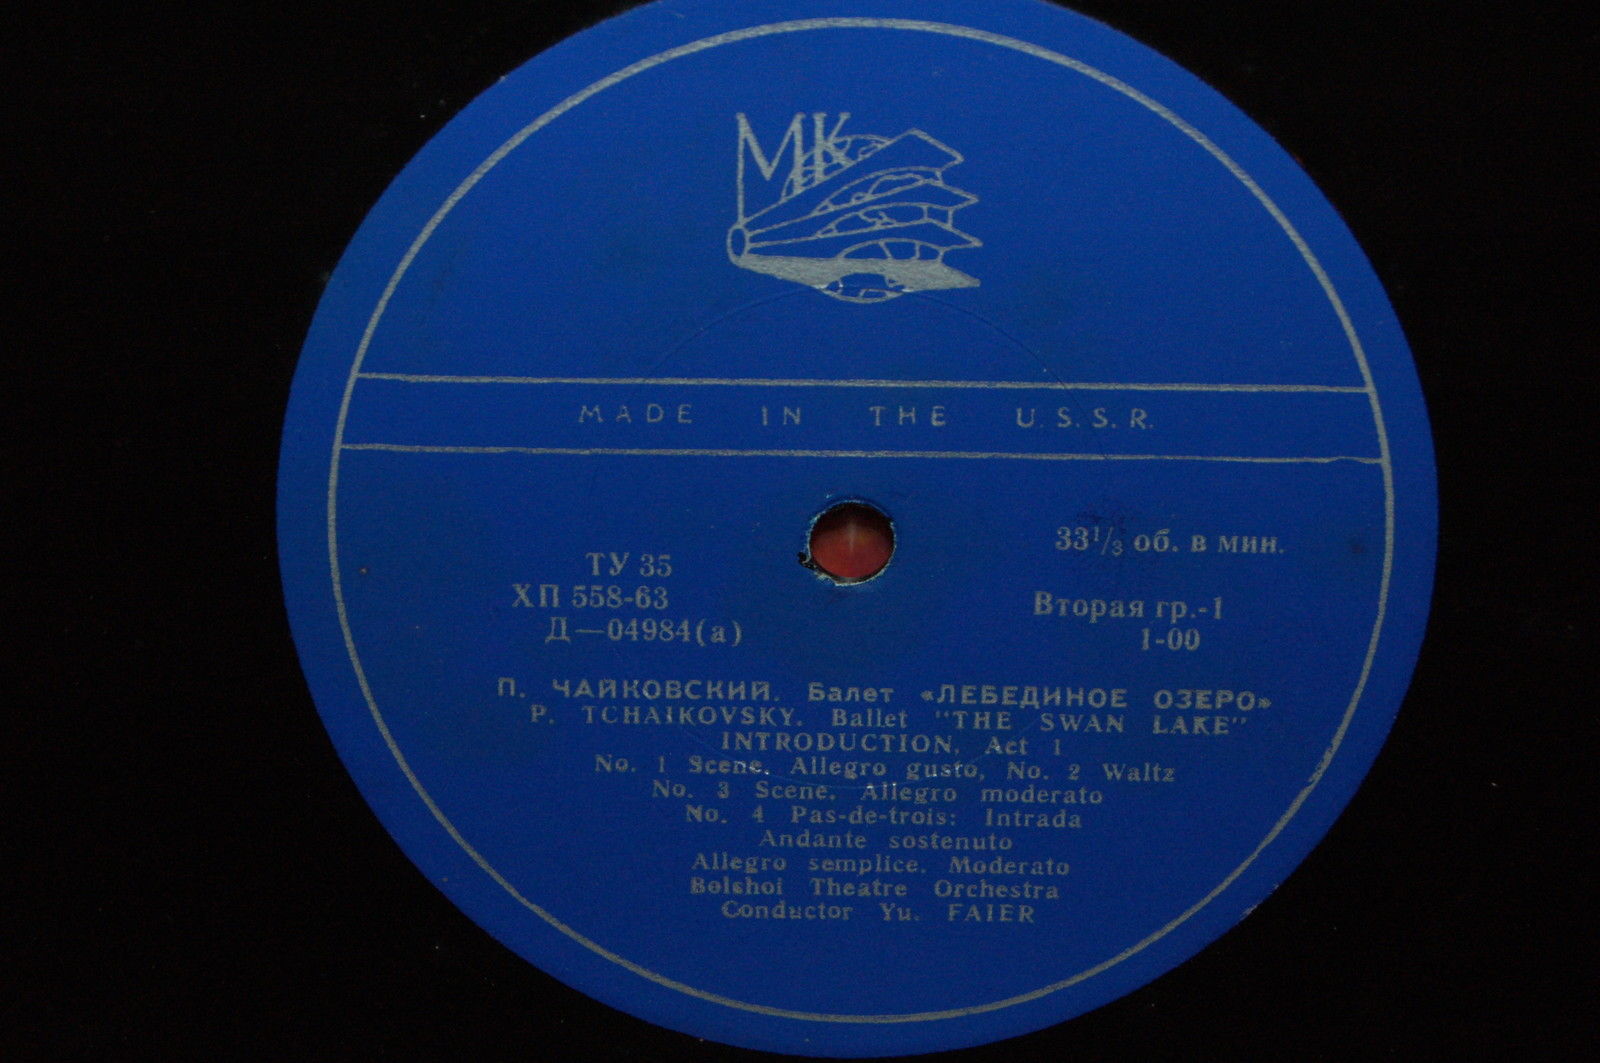 МК
MADE IN THE U.S.S.R.
33⅓ об. в мин.
ТУ 35
ХП 558-63
Д—04984(а)
Вторая гр.-1
1-00
П. ЧАЙКОВСКИЙ. Балет «ЛЕБЕДИНОЕ ОЗЕРО»
P. TCHAIKOVSKY. Ballet "THE SWAN LAKE"
INTRODUCTION, Act 1
No. 1 Scene. Allegro gusto, No. 2 Waltz
No. 3 Scene. Allegro moderato
No. 4 Pas-de-trois: Intrada
Andante sostenuto
Allegro semplice. Moderato
Bolshoi Theatre Orchestra
Conductor Yu. FAIER